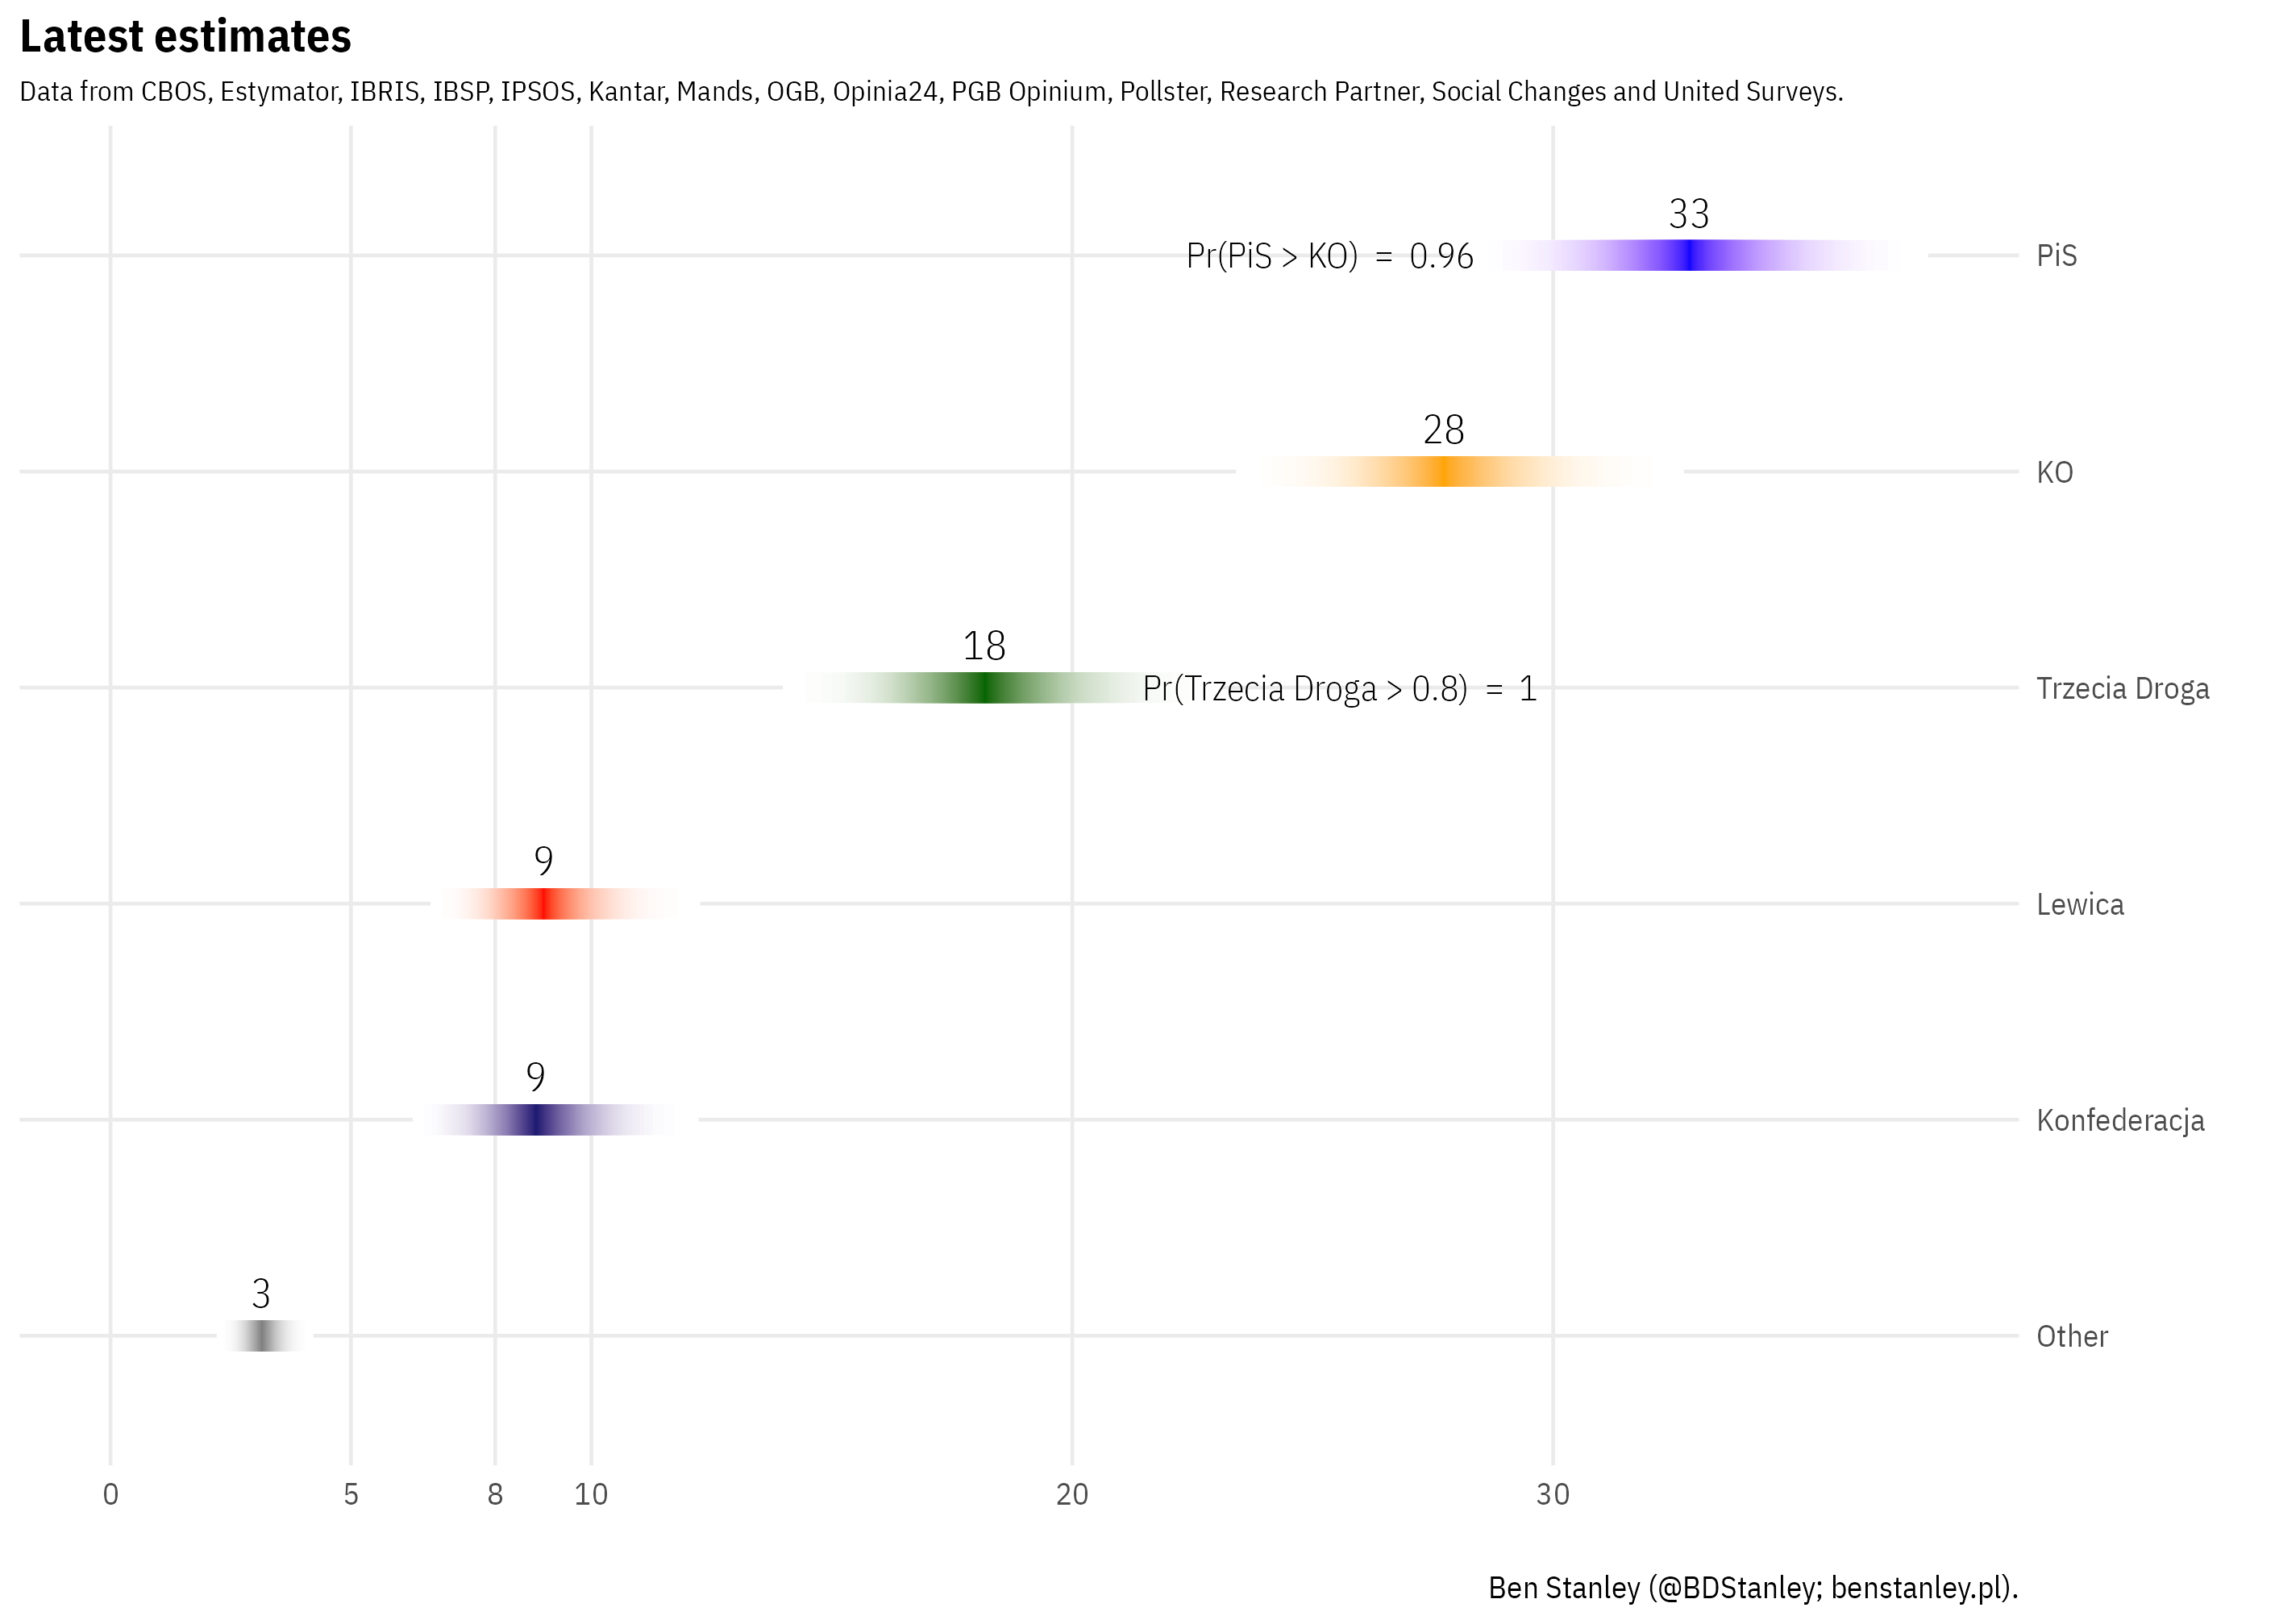 Latest estimates
Data from CBOS, Estymator, IBRIS, IBSP, IPSOS, Kantar, Mands, OGB, Opinia24, PGB Opinium, Pollster, Research Partner, Social Changes and United Surveys.
33
Pr(PiS > KO) = 0.96
PiS
28
KO
18
Pr(Trzecia Droga > 0.8) = 1
Trzecia Droga
9
Lewica
9
Konfederacja
3
Other
0 5 8 10 20 30
Ben Stanley (@BDStanley; benstanley.pl).